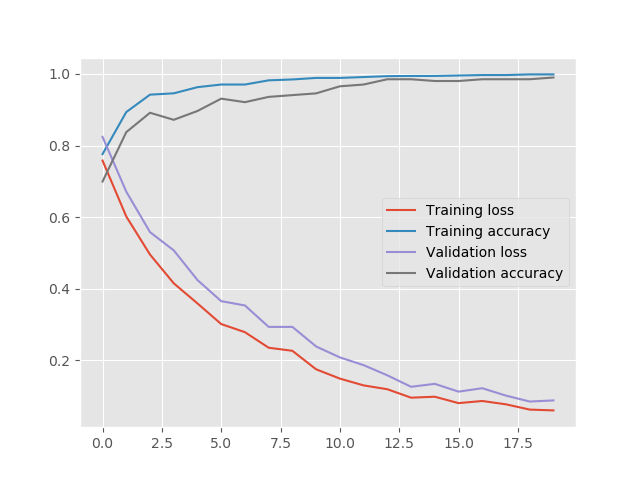 1.0
0.8
0.6
0.4
0.2
Training loss
Training accuracy
Validation loss
Validation accuracy
0.0 2.5 5.0 7.5 10.0 12.5 15.0 17.5